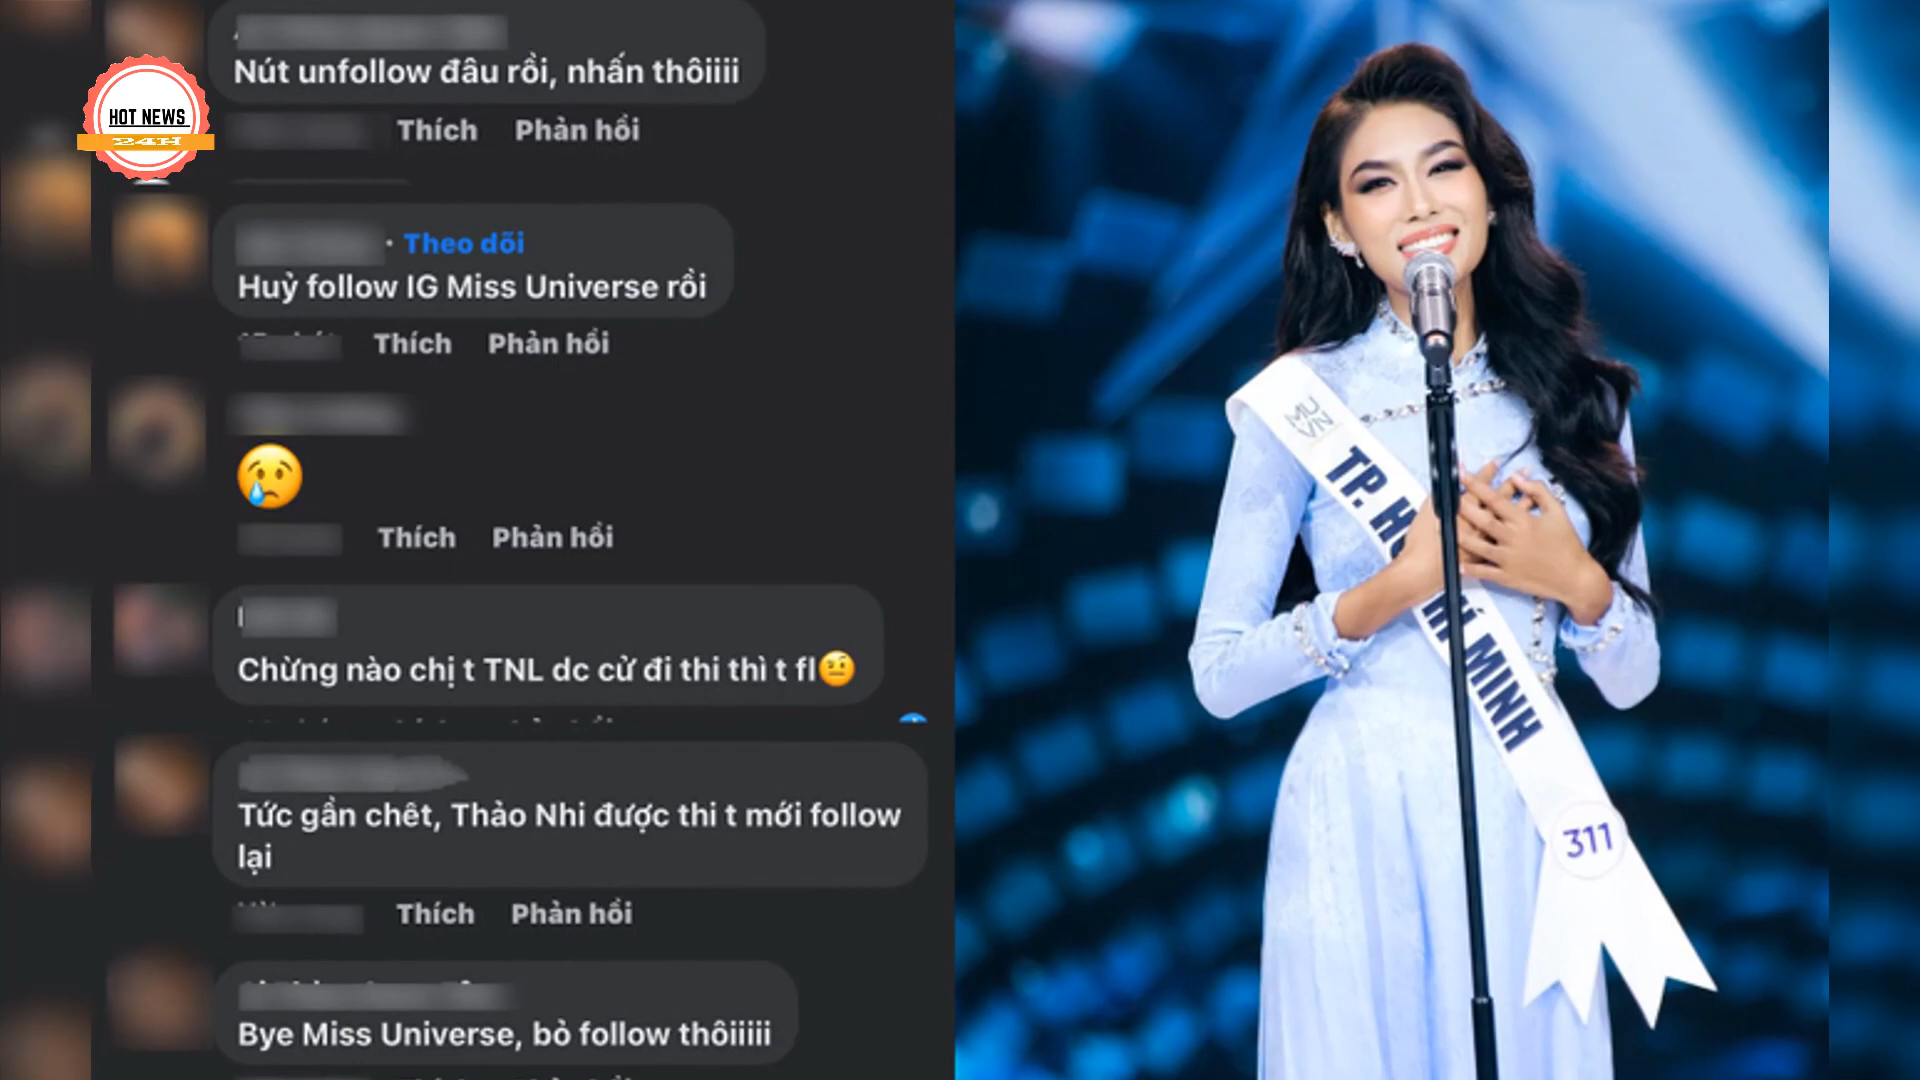 HOT NEWS
24H
Nút unfollow đâu rồi, nhấn thôiiii
Thích Phản hồi
· Theo dõi
Huỷ follow IG Miss Universe rồi
Thích Phản hồi
Thích Phản hồi
Chừng nào chị t TNL dc cử đi thi thì t fl
Tức gần chêt, Thảo Nhi được thi t mới follow
lại
Thích Phản hồi
Bye Miss Universe, bỏ follow thôiiiii
MU
VN
TP. H
Í MINH
311